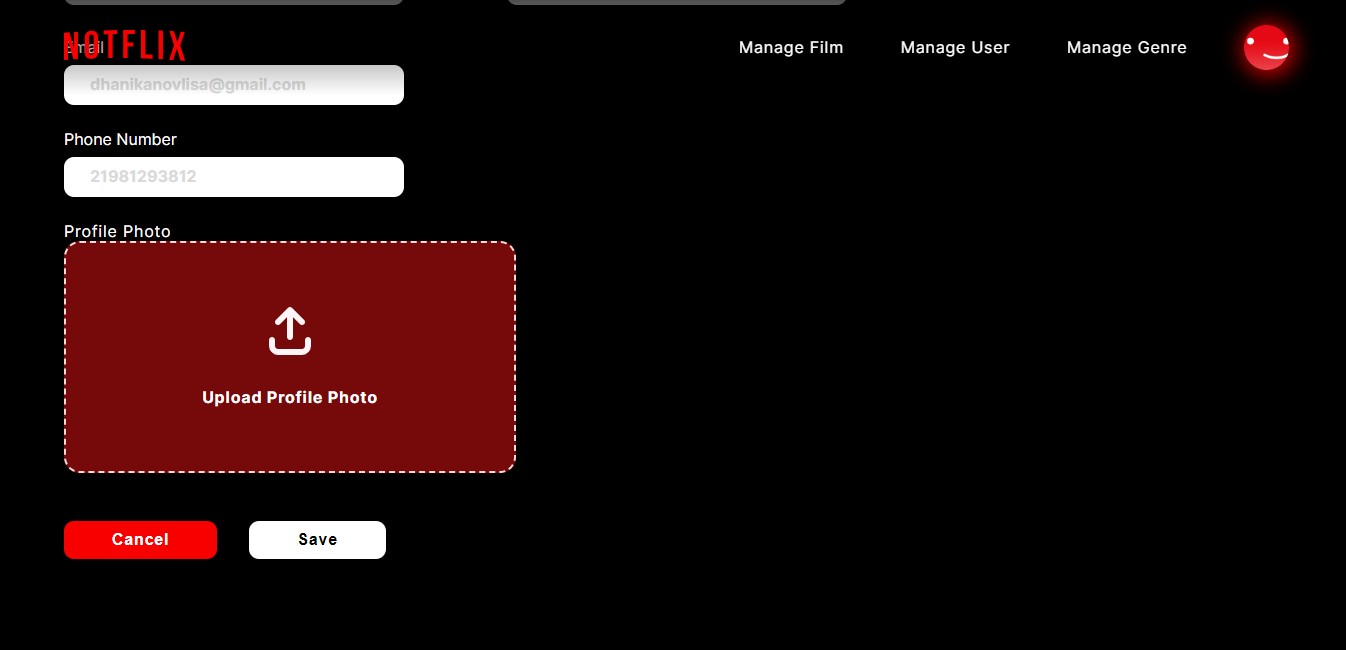 NOTFLIX
Manage Film
Manage User
Manage Genre
Email
dhanikanovlisa@gmail.com
Phone Number
21981293812
Profile Photo
Upload Profile Photo
Cancel
Save